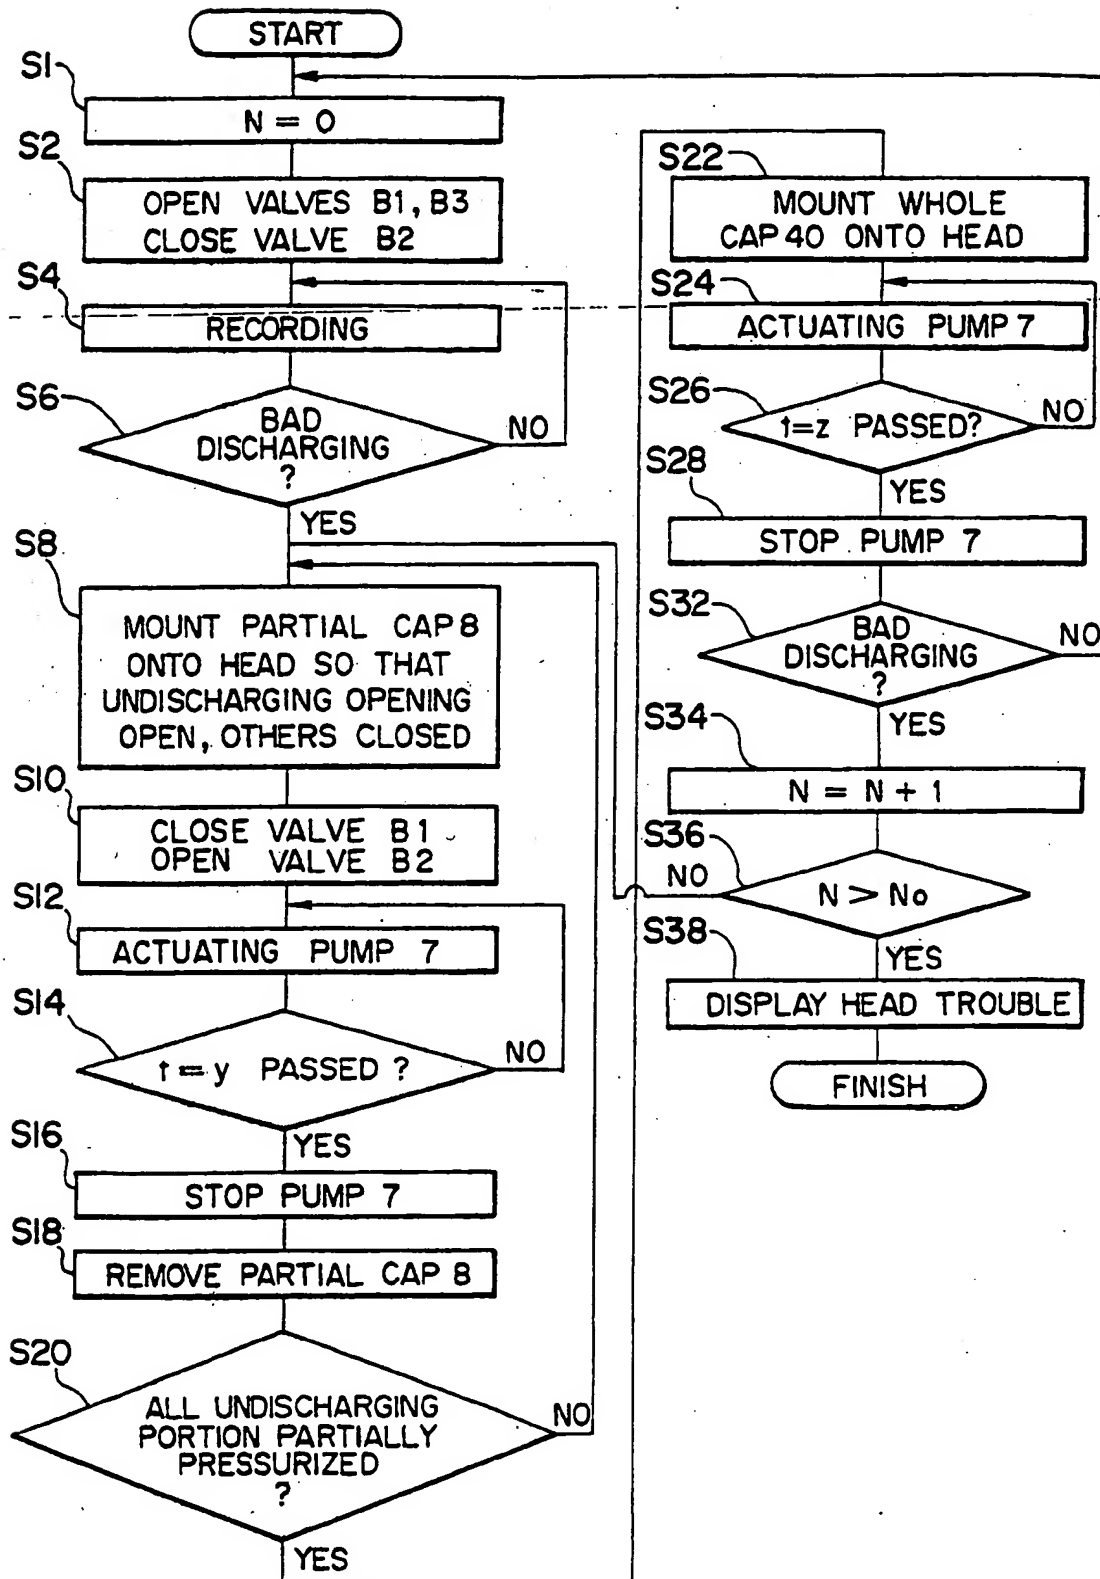 START
S1
N = 0
S2
OPEN VALVES B1, B3
CLOSE VALVE B2
S4
RECORDING
S6
BAD
DISCHARGING
?
NO
YES
S8
MOUNT PARTIAL CAP 8
ONTO HEAD SO THAT
UNDISCHARGING OPENING
OPEN, OTHERS CLOSED
S10
CLOSE VALVE B1
OPEN VALVE B2
S12
ACTUATING PUMP 7
S14
t = y PASSED ?
NO
YES
S16
STOP PUMP 7
S18
REMOVE PARTIAL CAP 8
S20
ALL UNDISCHARGING
PORTION PARTIALLY
PRESSURIZED
?
NO
YES
S22
MOUNT WHOLE
CAP 40 ONTO HEAD
S24
ACTUATING PUMP 7
S26
t=z PASSED?
NO
YES
S28
STOP PUMP 7
S32
BAD
DISCHARGING
?
NO
YES
S34
N = N + 1
S36
N > No
NO
YES
S38
DISPLAY HEAD TROUBLE
FINISH